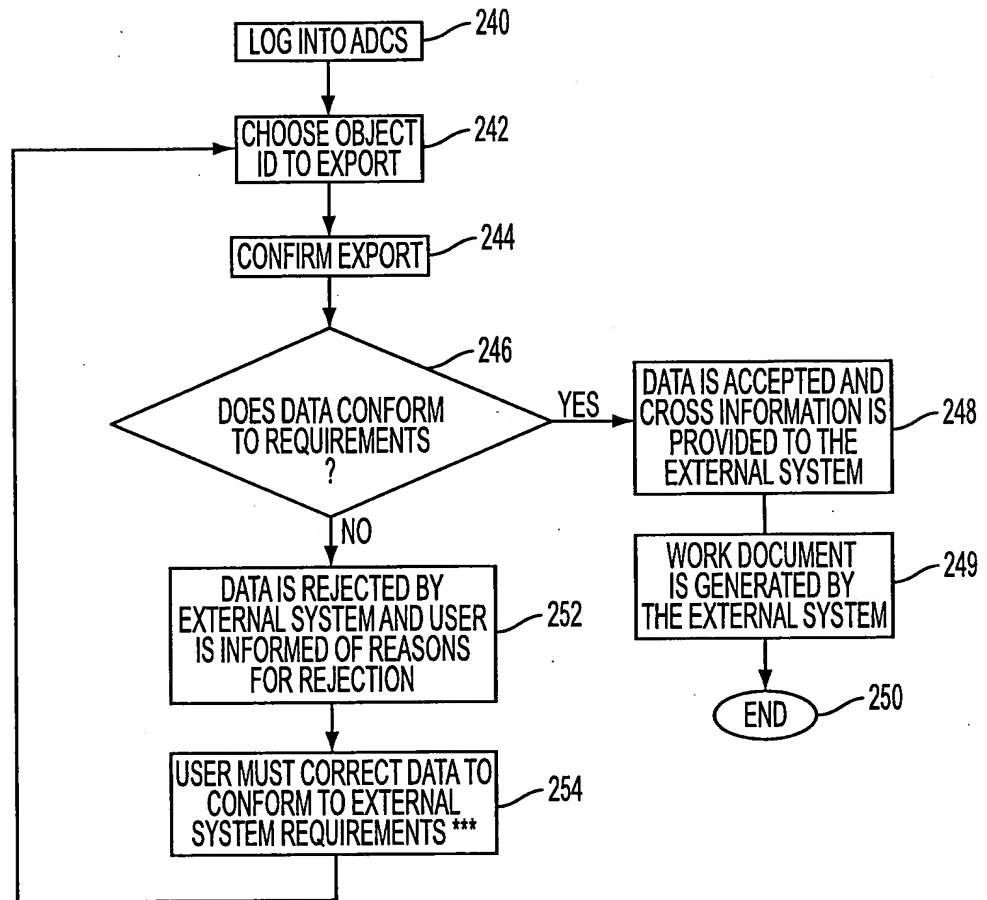 LOG INTO ADCS
240
CHOOSE OBJECT
ID TO EXPORT
242
CONFIRM EXPORT
244
246
DOES DATA CONFORM
TO REQUIREMENTS
?
YES
DATA IS ACCEPTED AND
CROSS INFORMATION IS
PROVIDED TO THE
EXTERNAL SYSTEM
248
NO
WORK DOCUMENT
IS GENERATED BY
THE EXTERNAL SYSTEM
249
DATA IS REJECTED BY
EXTERNAL SYSTEM AND USER
IS INFORMED OF REASONS
FOR REJECTION
252
END
250
USER MUST CORRECT DATA TO
CONFORM TO EXTERNAL
SYSTEM REQUIREMENTS ***
254